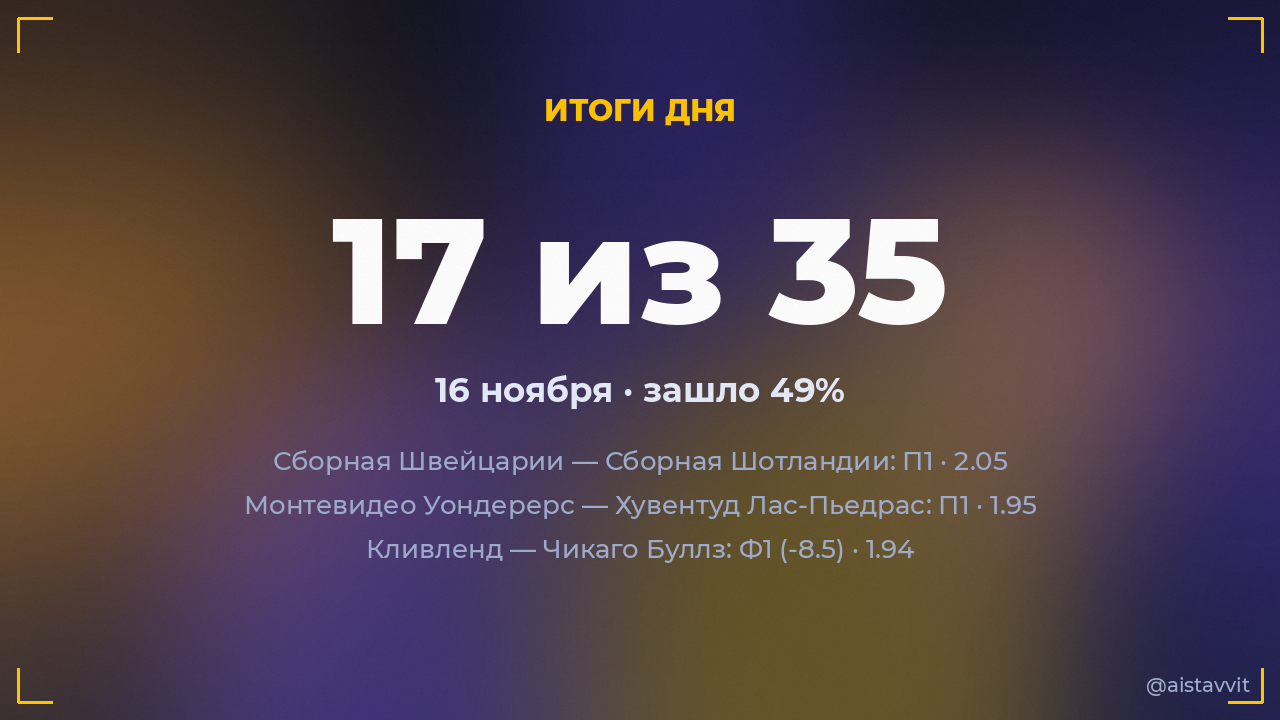 ИТОГИ ДНЯ
17 из 35
16 ноября · зашло 49%
Сборная Швейцарии — Сборная Шотландии: П1 · 2.05
Монтевидео Уондерерс — Хувентуд Лас-Пьедрас: П1 · 1.95
Кливленд — Чикаго Буллз: Ф1 (-8.5) · 1.94
@aistavvit